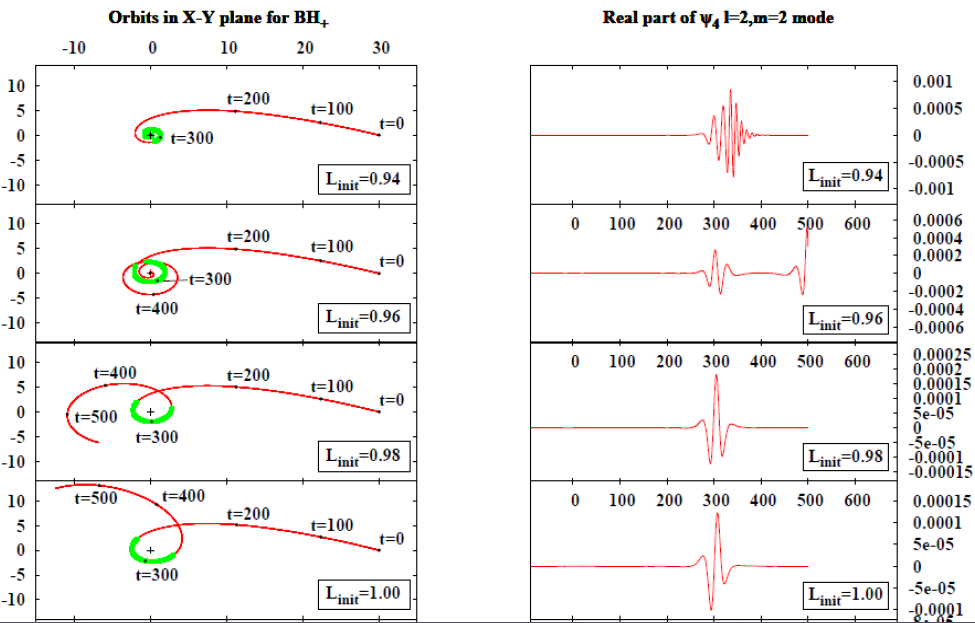 Orbits in X-Y plane for BH+
Real part of ψ4 l=2,m=2 mode
-10 0 10 20 30
10
5
0
-5
-10
t=200
t=100
t=0
t=300
Linit=0.94
0.001
0.0005
0
-0.0005
-0.001
Linit=0.94
10
5
0
-5
-10
t=200
t=100
t=0
t=300
t=400
Linit=0.96
0 100 200 300 400 500 600
0.0006
0.0004
0.0002
0
-0.0002
-0.0004
-0.0006
Linit=0.96
10
5
0
-5
-10
t=400
t=200
t=100
t=0
t=500
t=300
Linit=0.98
0 100 200 300 400 500 600
0.00025
0.0002
0.00015
0.0001
5e-05
0
-5e-05
-0.0001
-0.00015
Linit=0.98
10
5
0
-5
-10
t=500
t=400
t=200
t=100
t=0
t=300
Linit=1.00
0 100 200 300 400 500 600
0.00015
0.0001
5e-05
0
-5e-05
-0.0001
Linit=1.00